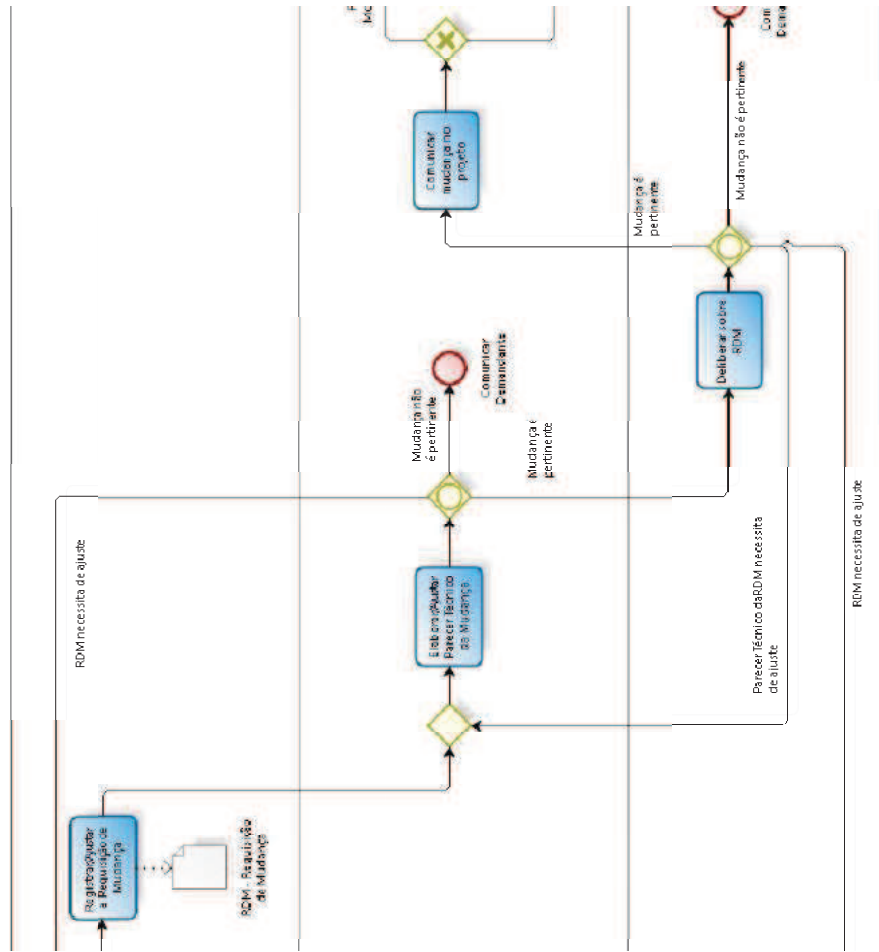 Registrar/Ajustar
a Requisição de
Mudança
RDM - Requisição
de Mudança
RDM necessita de ajuste
Elaborar/Ajustar
Parecer Técnico
da Mudança
Mudança não
é pertinente
Comunicar
Demandante
Mudança é
pertinente
Parecer Técnico daRDM necessita
de ajuste
RDM necessita de ajuste
Deliberar sobre
RDM
Mudança é
pertinente
Mudança não é pertinente
Comunicar
mudança no
projeto